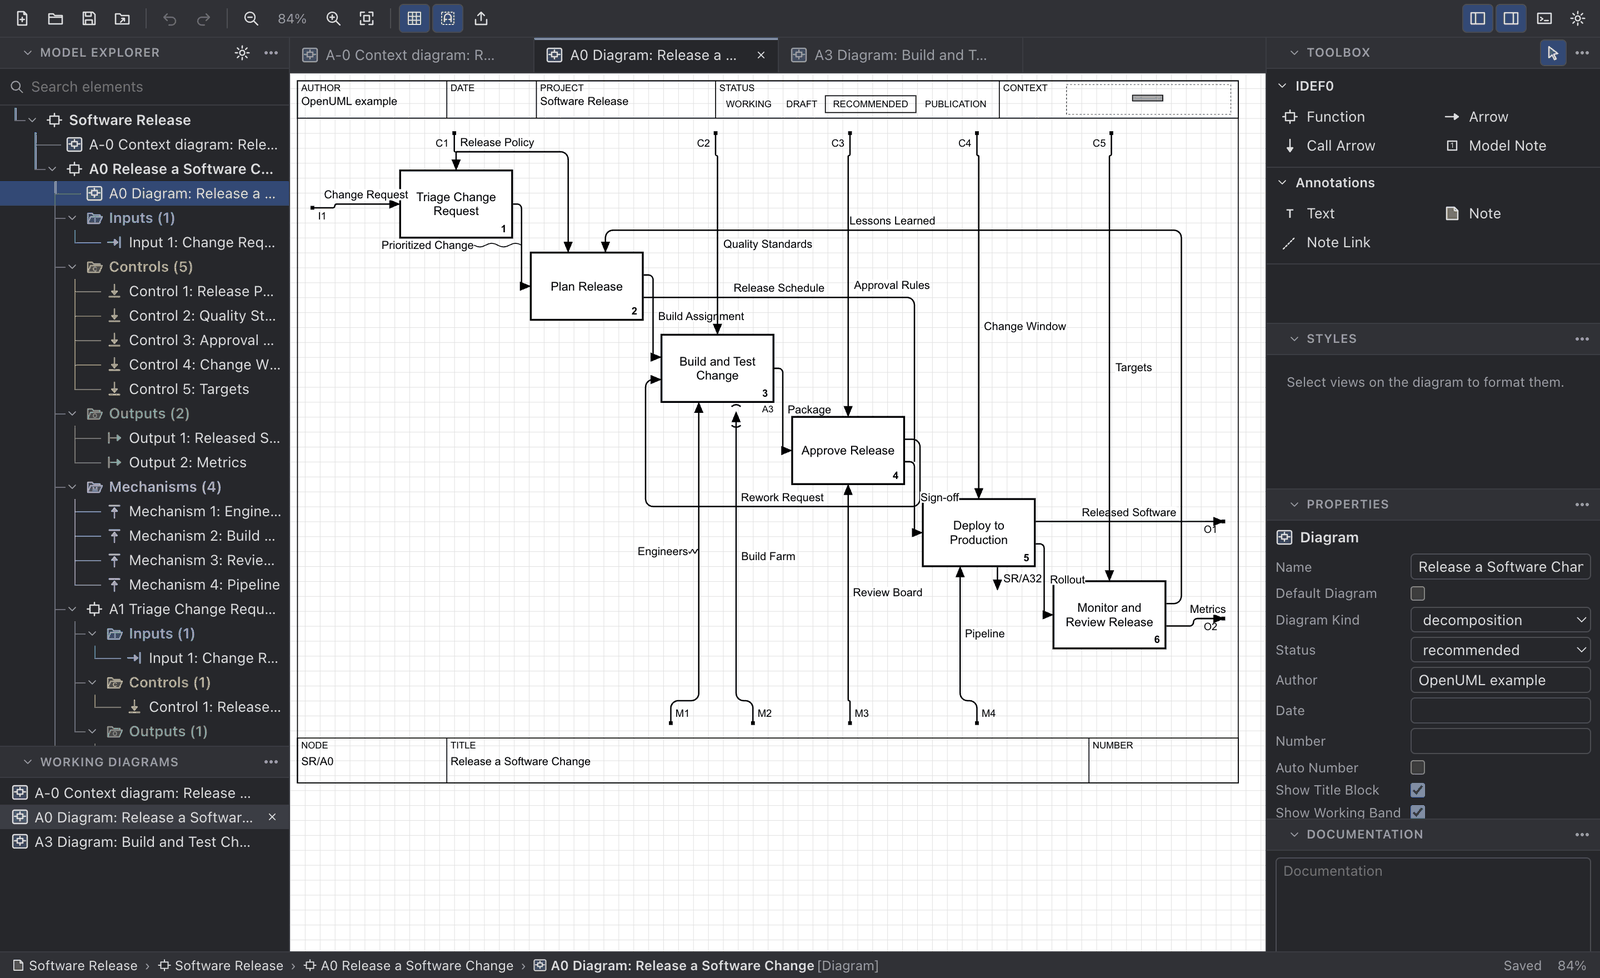 84%
MODEL EXPLORER
Search elements
Software Release
A-0 Context diagram: Rele...
A0 Release a Software C...
A0 Diagram: Release a ...
Inputs (1)
Input 1: Change Req...
Controls (5)
Control 1: Release P...
Control 2: Quality St...
Control 3: Approval ...
Control 4: Change W...
Control 5: Targets
Outputs (2)
Output 1: Released S...
Output 2: Metrics
Mechanisms (4)
Mechanism 1: Engine...
Mechanism 2: Build ...
Mechanism 3: Revie...
Mechanism 4: Pipeline
A1 Triage Change Requ...
Inputs (1)
Input 1: Change R...
Controls (1)
Control 1: Release...
Outputs (1)
WORKING DIAGRAMS
A-0 Context diagram: Release ...
A0 Diagram: Release a Softwar...
A3 Diagram: Build and Test Ch...
A-0 Context diagram: R...
A0 Diagram: Release a ...
A3 Diagram: Build and T...
AUTHOR
OpenUML example
DATE
PROJECT
Software Release
STATUS
WORKING DRAFT RECOMMENDED PUBLICATION
CONTEXT
C1 Release Policy
C2
C3
C4
C5
Change Request
I1
Triage Change
Request
1
Prioritized Change
Lessons Learned
Quality Standards
Plan Release
2
Release Schedule
Approval Rules
Build Assignment
Change Window
Build and Test
Change
3
A3
Targets
Package
Approve Release
4
Rework Request
Sign-off
Deploy to
Production
5
Released Software
O1
Engineers
Build Farm
SR/A32
Rollout
Review Board
Monitor and
Review Release
6
Metrics
O2
Pipeline
M1
M2
M3
M4
NODE
SR/A0
TITLE
Release a Software Change
NUMBER
TOOLBOX
IDEF0
Function
Arrow
Call Arrow
Model Note
Annotations
Text
Note
Note Link
STYLES
Select views on the diagram to format them.
PROPERTIES
Diagram
Name Release a Software Char
Default Diagram
Diagram Kind decomposition
Status recommended
Author OpenUML example
Date
Number
Auto Number
Show Title Block
Show Working Band
DOCUMENTATION
Documentation
Software Release › Software Release › A0 Release a Software Change › A0 Diagram: Release a Software Change [Diagram]
Saved 84%